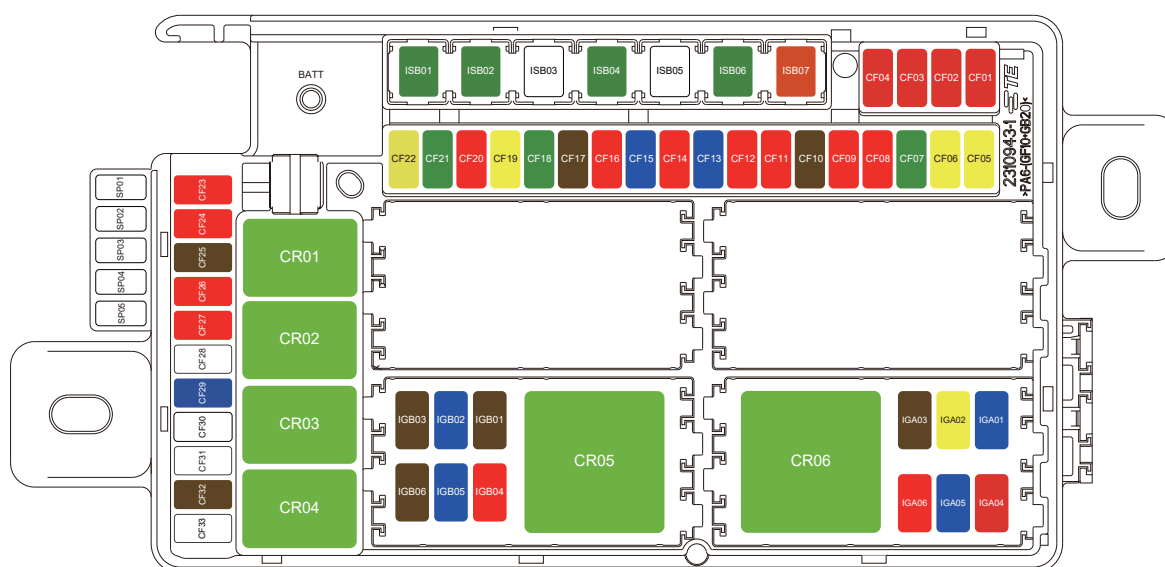 BATT
ISB01 ISB02 ISB03 ISB04 ISB05 ISB06 ISB07
CF04 CF03 CF02 CF01
TE
2310943-1
>PA6-(GF10+GB20)<
CF22 CF21 CF20 CF19 CF18 CF17 CF16 CF15 CF14 CF13 CF12 CF11 CF10 CF09 CF08 CF07 CF06 CF05
SP01
SP02
SP03
SP04
SP05
CF23
CF24
CF25
CF26
CF27
CF28
CF29
CF30
CF31
CF32
CF33
CR01
CR02
CR03
CR04
IGB03 IGB02 IGB01
IGB06 IGB05 IGB04
CR05
CR06
IGA03 IGA02 IGA01
IGA06 IGA05 IGA04